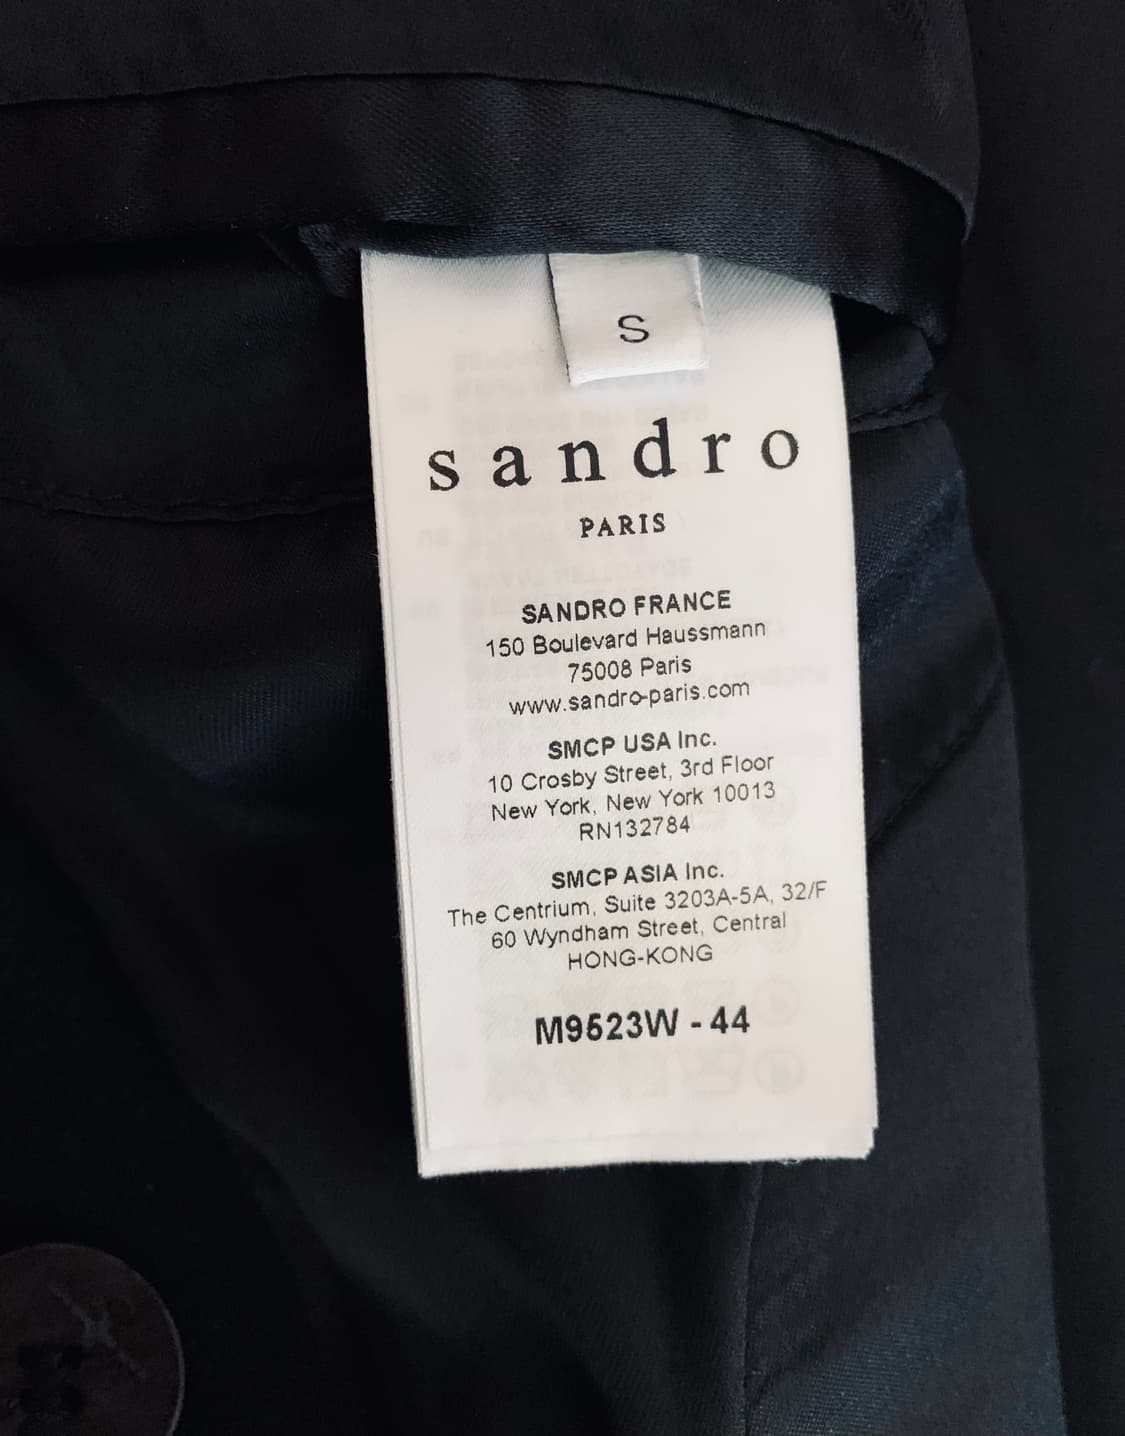 S
sandro
PARIS
SANDRO FRANCE
150 Boulevard Haussmann
75008 Paris
www.sandro-paris.com
SMCP USA Inc.
10 Crosby Street, 3rd Floor
New York, New York 10013
RN132784
SMCP ASIA Inc.
The Centrium, Suite 3203A-5A, 32/F
60 Wyndham Street, Central
HONG-KONG
M9523W - 44